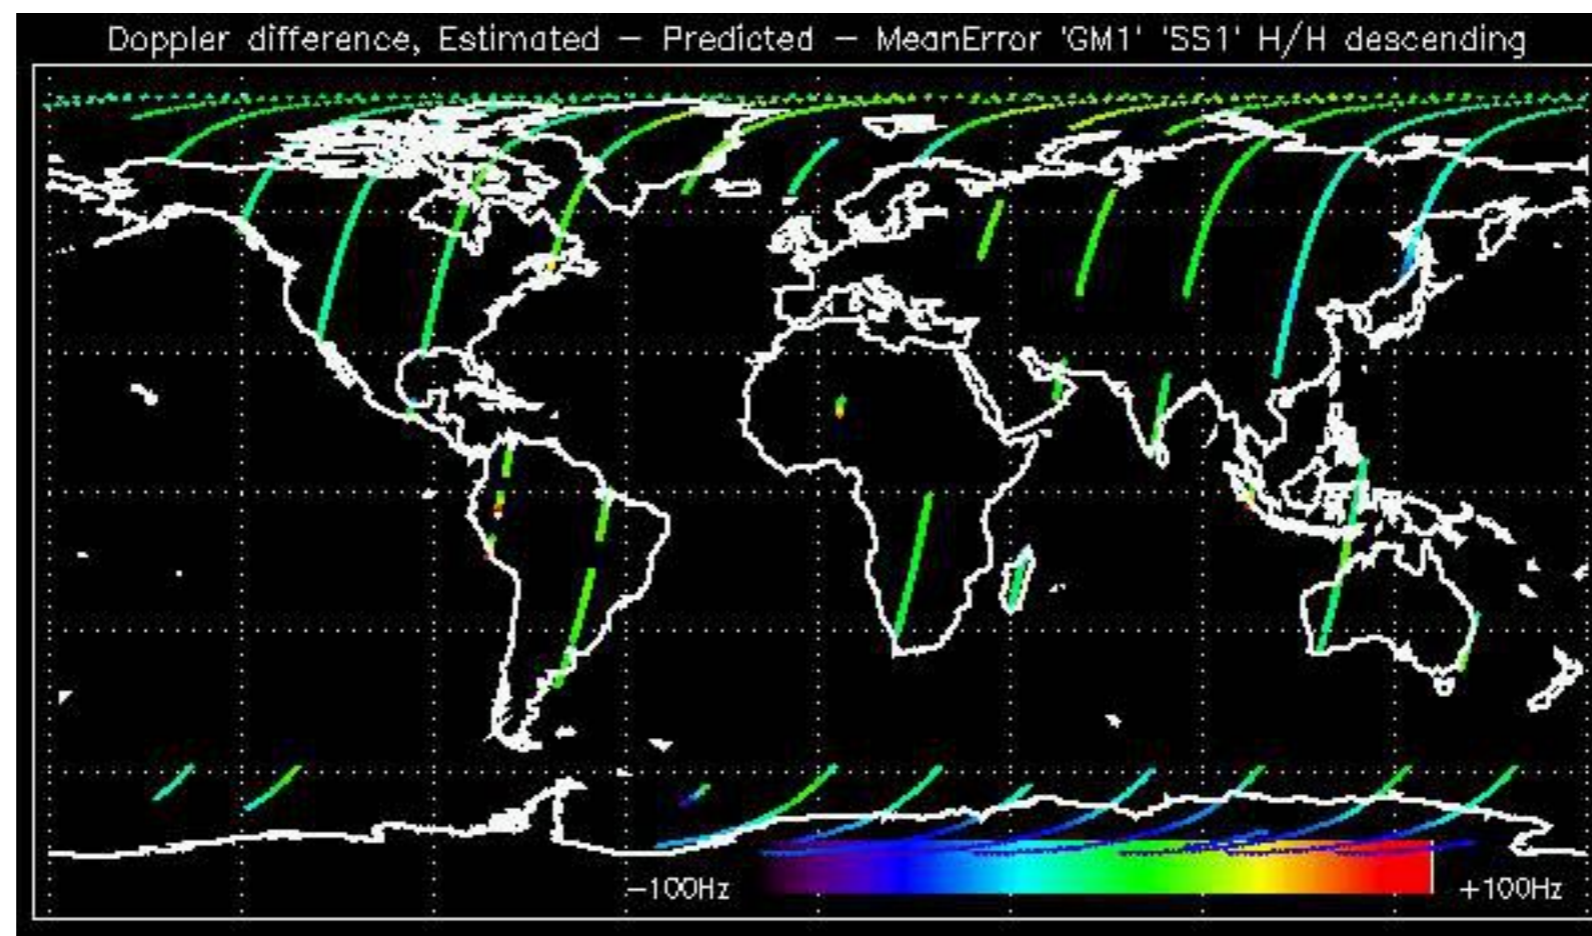 Doppler difference, Estimated – Predicted – MeanError 'GM1' 'SS1' H/H descending
–100Hz
+100Hz